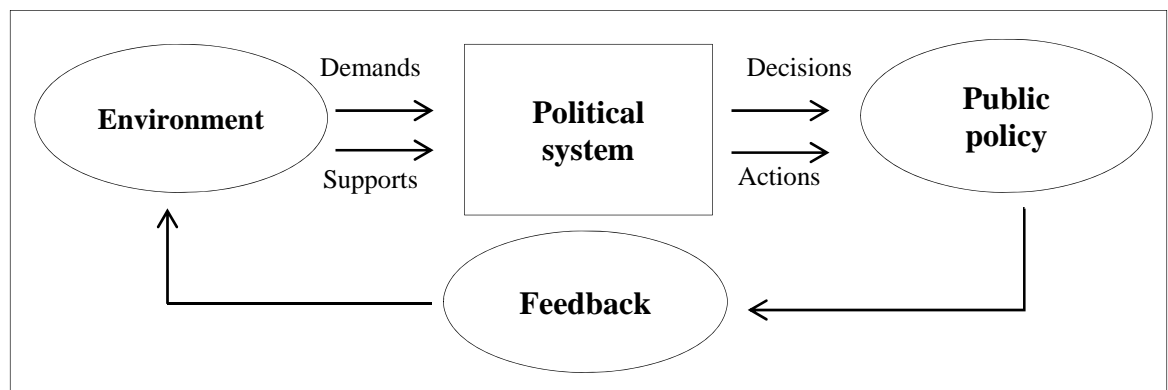 Demands
Supports
Environment
Political
system
Decisions
Actions
Public
policy
Feedback